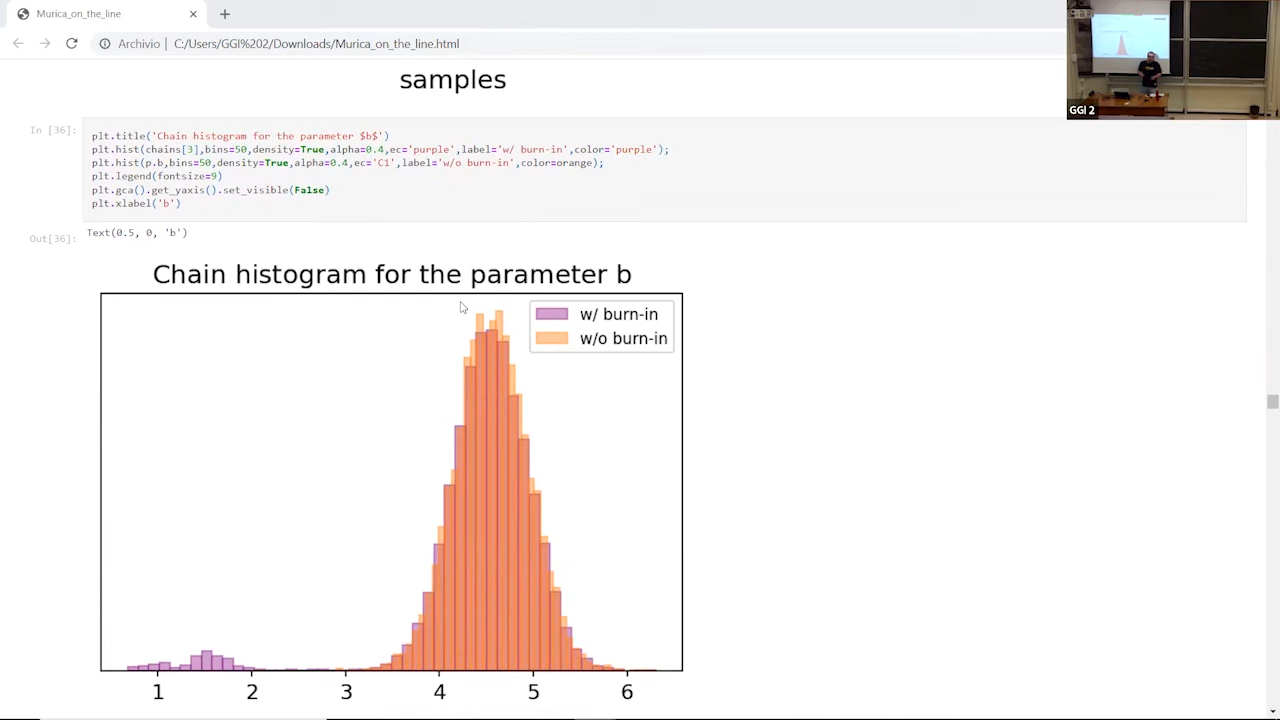 Murica_on_the_line
Archivio | C:/Users/GGI%202/Downloads/Murica_on_the_line.html
GGI 2
samples
In [36]:
plt.title('Chain histogram for the parameter $b$')
plt.hist(chains[3],bins=50,density=True,alpha=0.4,ec='purple',label='w/ burn-in',color='purple');
plt.hist(p.b,bins=50,density=True,alpha=0.4,ec='C1',label='w/o burn-in',color=orange);
plt.legend(fontsize=9)
plt.gca().get_yaxis().set_visible(False)
plt.xlabel('b')
Out[36]:
Text(0.5, 0, 'b')
Chain histogram for the parameter b
w/ burn-in
w/o burn-in
1 2 3 4 5 6